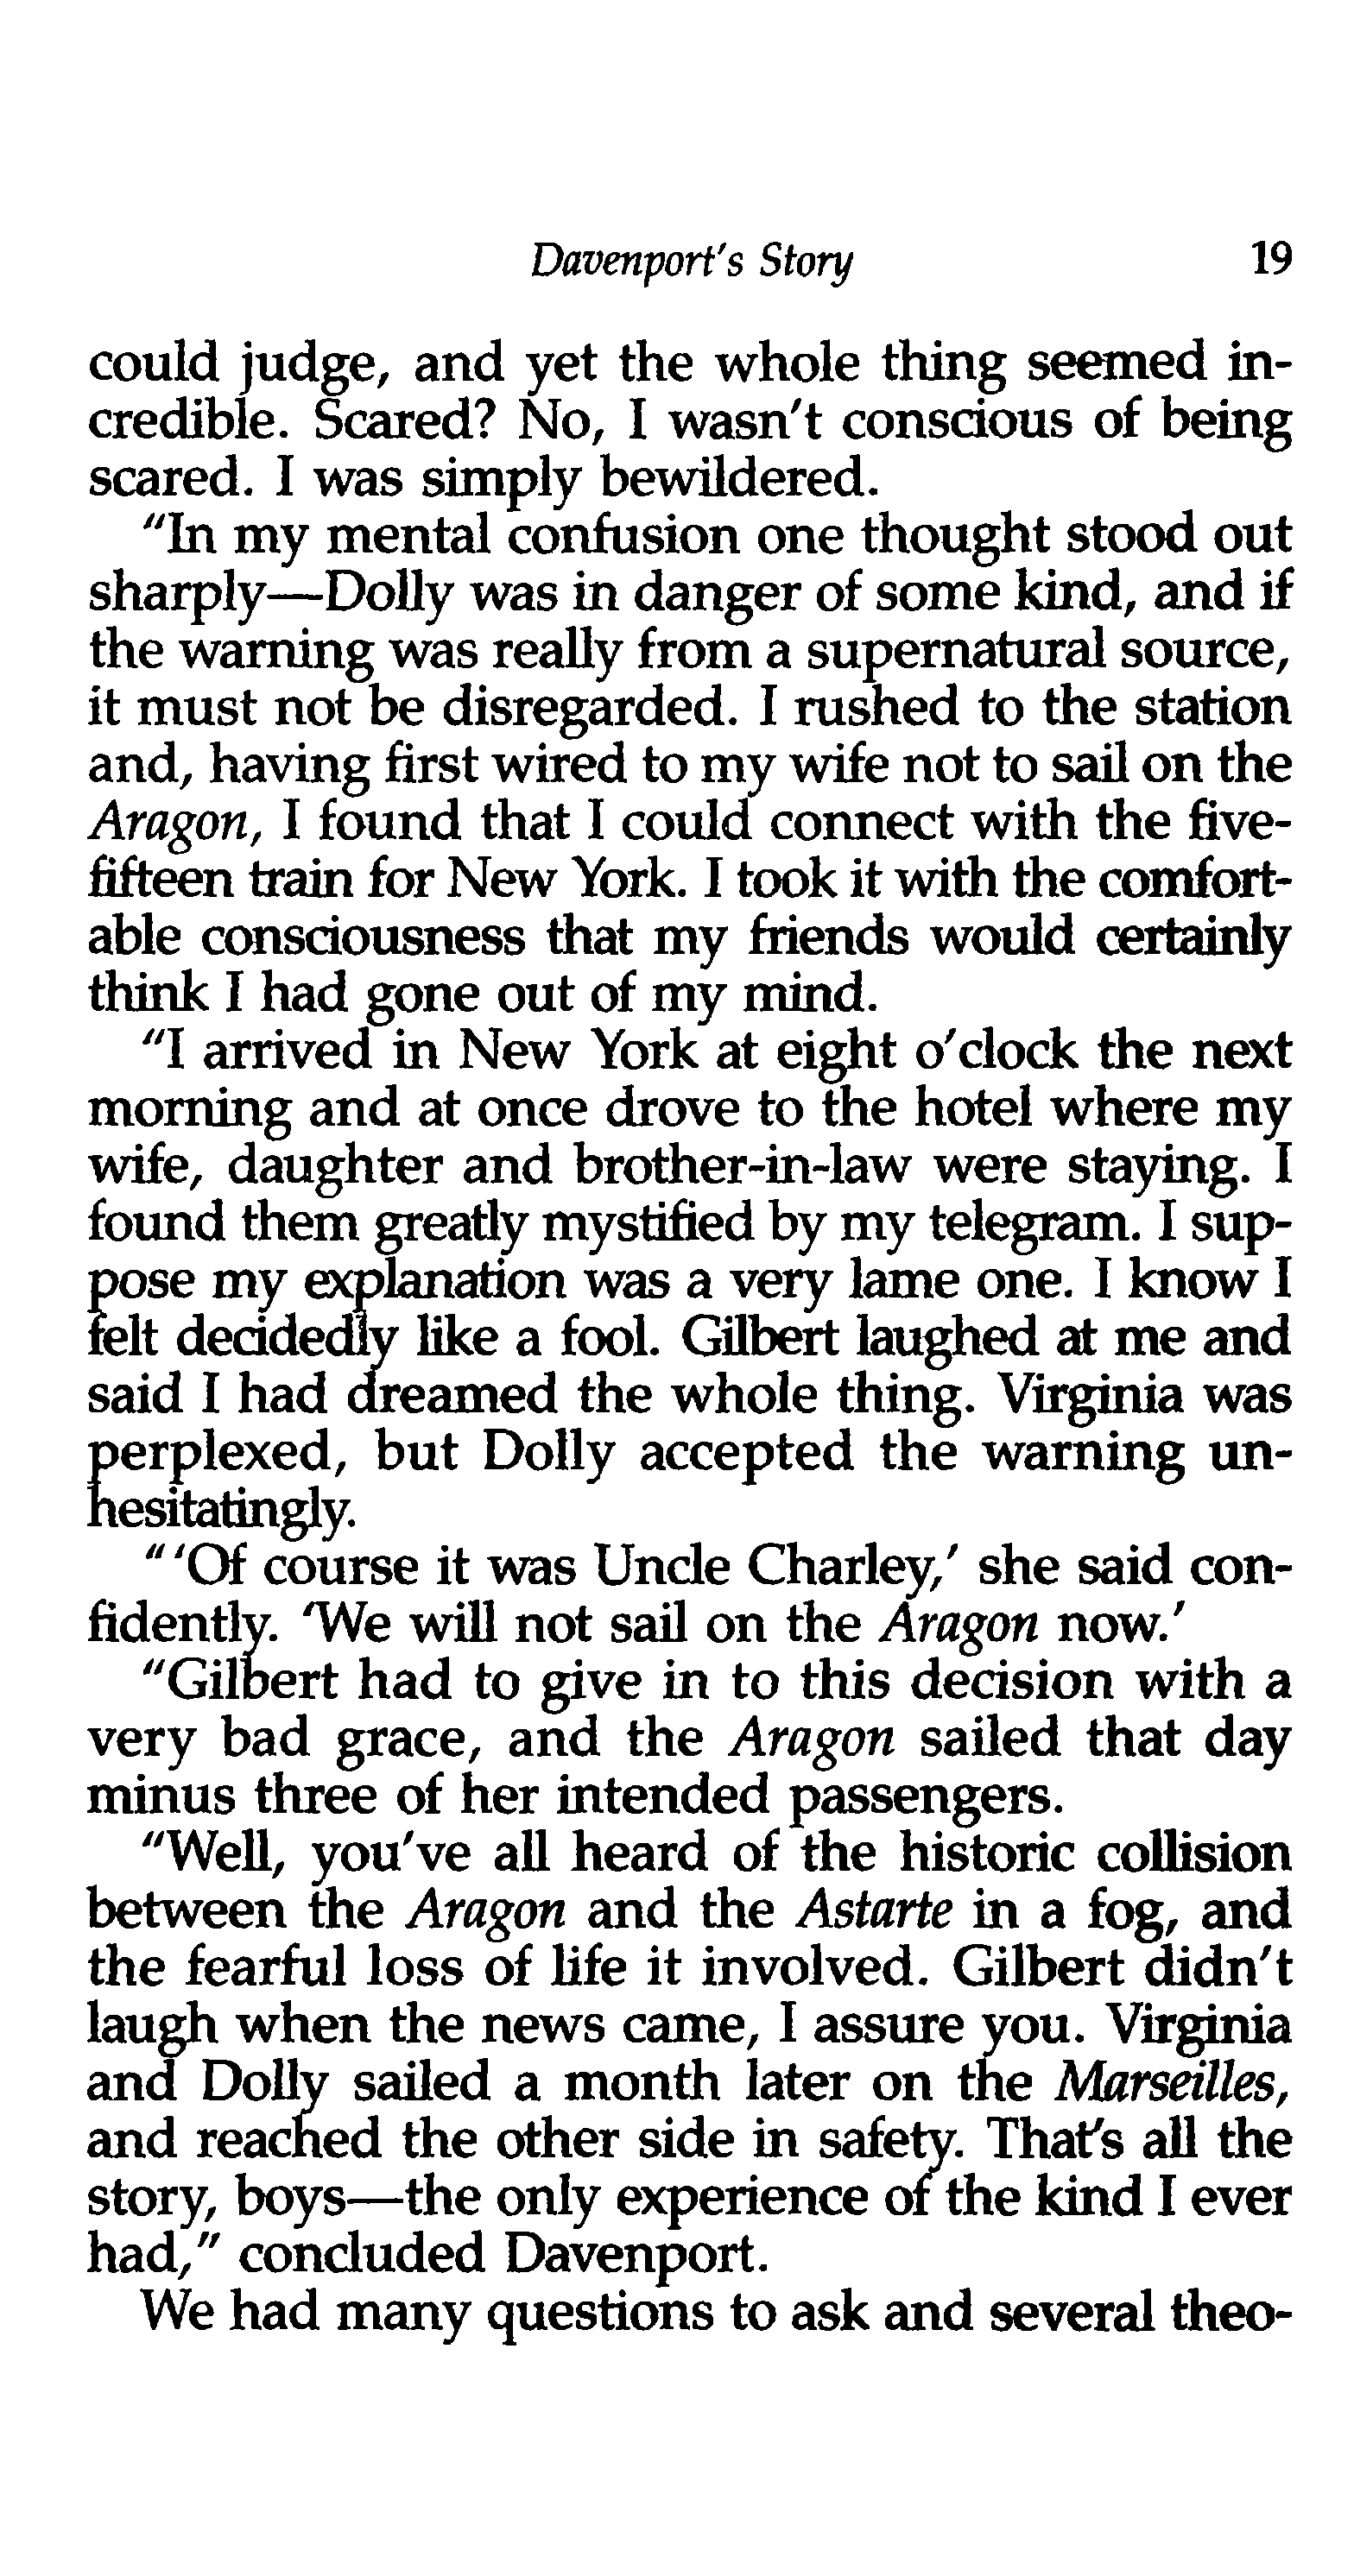 Davenport's Story 19
could judge, and yet the whole thing seemed in-
credible. Scared? No, I wasn't conscious of being
scared. I was simply bewildered.
"In my mental confusion one thought stood out
sharply—Dolly was in danger of some kind, and if
the warning was really from a supernatural source,
it must not be disregarded. I rushed to the station
and, having first wired to my wife not to sail on the
Aragon, I found that I could connect with the five-
fifteen train for New York. I took it with the comfort-
able consciousness that my friends would certainly
think I had gone out of my mind.
"I arrived in New York at eight o'clock the next
morning and at once drove to the hotel where my
wife, daughter and brother-in-law were staying. I
found them greatly mystified by my telegram. I sup-
pose my explanation was a very lame one. I know I
felt decidedly like a fool. Gilbert laughed at me and
said I had dreamed the whole thing. Virginia was
perplexed, but Dolly accepted the warning un-
hesitatingly.
"'Of course it was Uncle Charley,' she said con-
fidently. 'We will not sail on the Aragon now.'
"Gilbert had to give in to this decision with a
very bad grace, and the Aragon sailed that day
minus three of her intended passengers.
"Well, you've all heard of the historic collision
between the Aragon and the Astarte in a fog, and
the fearful loss of life it involved. Gilbert didn't
laugh when the news came, I assure you. Virginia
and Dolly sailed a month later on the Marseilles,
and reached the other side in safety. That's all the
story, boys—the only experience of the kind I ever
had," concluded Davenport.
We had many questions to ask and several theo-